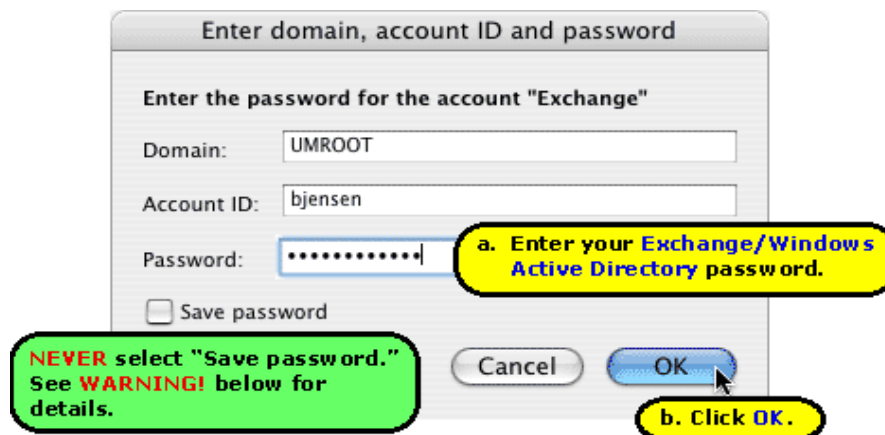 Enter domain, account ID and password
Enter the password for the account "Exchange"
Domain: UMROOT
Account ID: bjensen
Password: ••••••••••••
a. Enter your Exchange/Windows
Active Directory password.
Save password
NEVER select "Save password."
See WARNING! below for
details.
Cancel OK
b. Click OK.